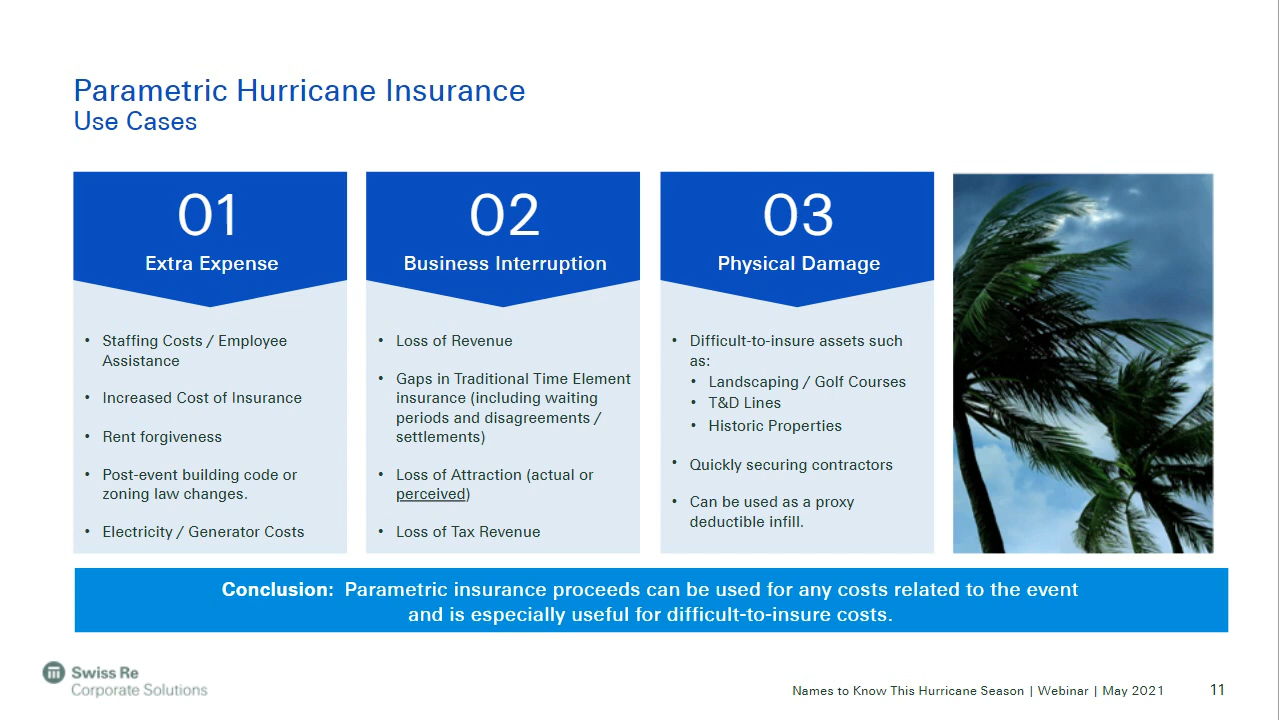 Parametric Hurricane Insurance
Use Cases
01
Extra Expense
• Staffing Costs / Employee
Assistance
• Increased Cost of Insurance
• Rent forgiveness
• Post-event building code or
zoning law changes.
• Electricity / Generator Costs
02
Business Interruption
• Loss of Revenue
• Gaps in Traditional Time Element
insurance (including waiting
periods and disagreements /
settlements)
• Loss of Attraction (actual or
perceived)
• Loss of Tax Revenue
03
Physical Damage
• Difficult-to-insure assets such
as:
• Landscaping / Golf Courses
• T&D Lines
• Historic Properties
• Quickly securing contractors
• Can be used as a proxy
deductible infill.
Conclusion: Parametric insurance proceeds can be used for any costs related to the event
and is especially useful for difficult-to-insure costs.
Swiss Re
Corporate Solutions
Names to Know This Hurricane Season | Webinar | May 2021
11